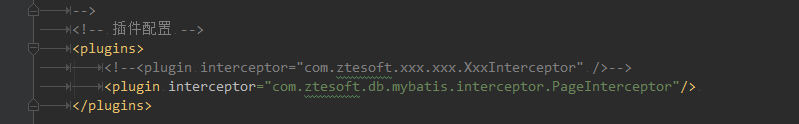 -->
<!-- 插件配置 -->
<plugins>
<!--<plugin interceptor="com.ztesoft.xxx.xxx.XxxInterceptor" />-->
<plugin interceptor="com.ztesoft.db.mybatis.interceptor.PageInterceptor"/>
</plugins>